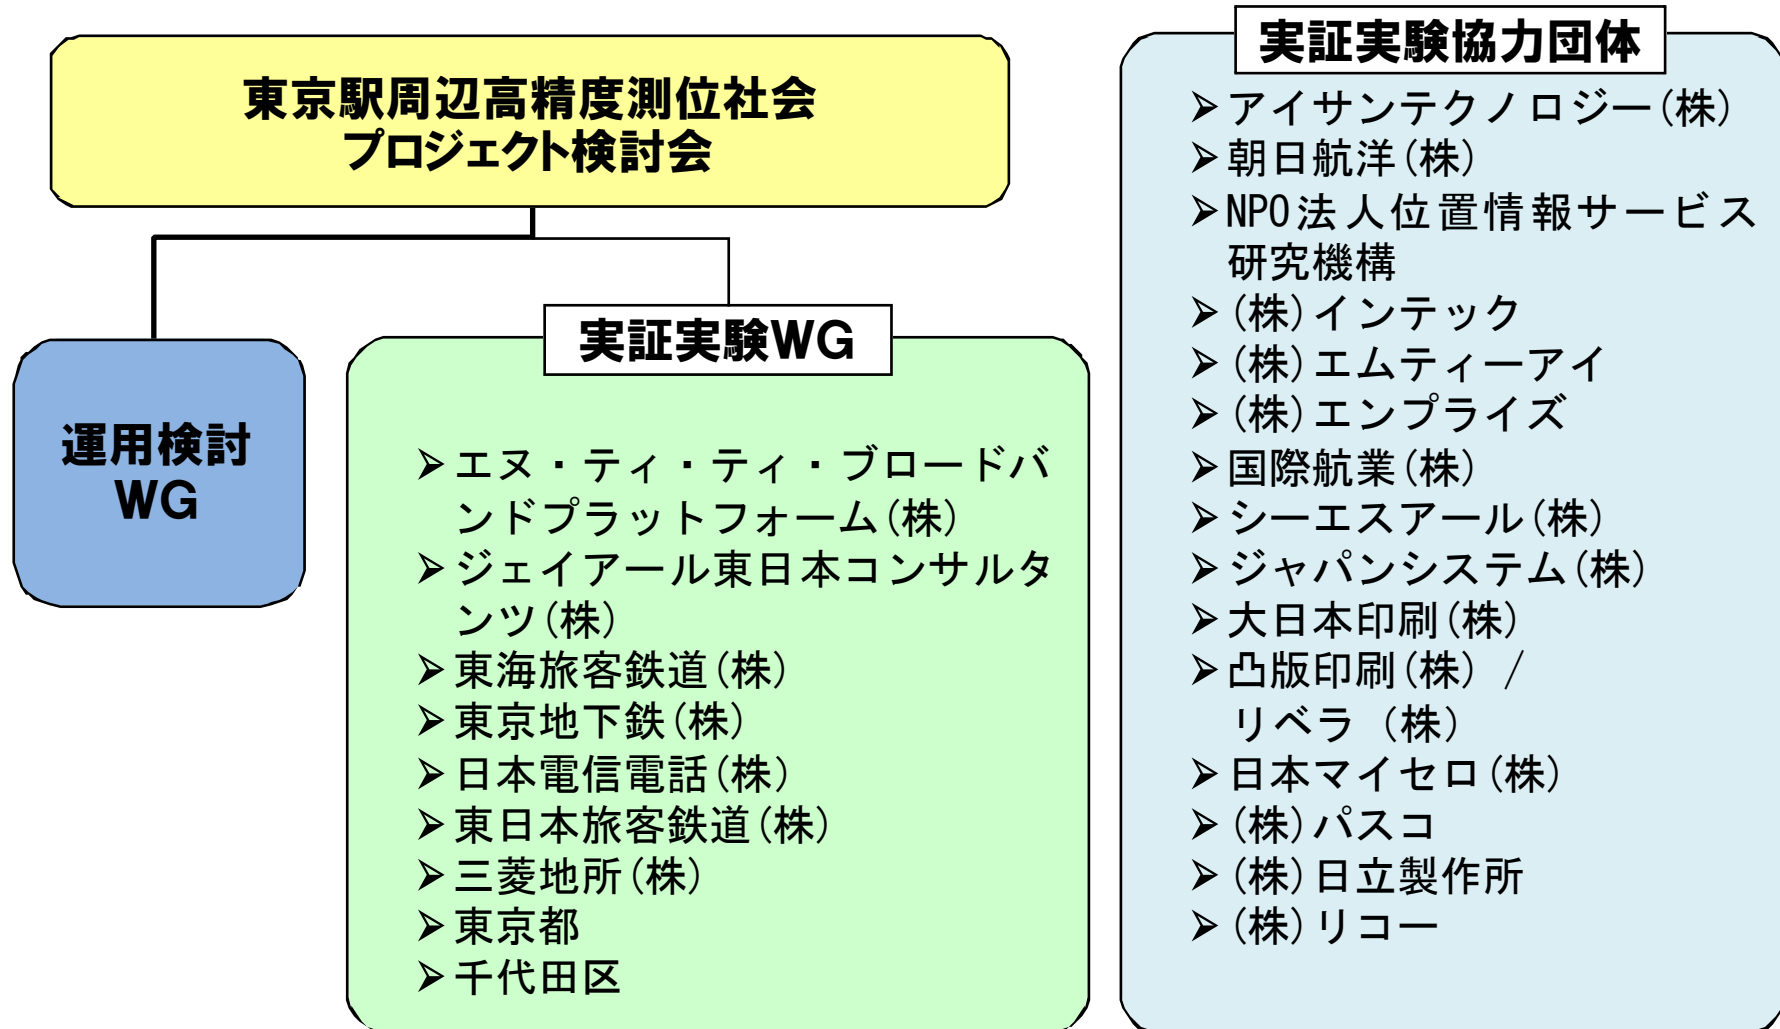 東京駅周辺高精度測位社会
プロジェクト検討会
運用検討
WG
実証実験WG
➢エヌ・ティ・ティ・ブロードバ
ンドプラットフォーム(株)
➢ジェイアール東日本コンサルタ
ンツ(株)
➢東海旅客鉄道(株)
➢東京地下鉄(株)
➢日本電信電話(株)
➢東日本旅客鉄道(株)
➢三菱地所(株)
➢東京都
➢千代田区
実証実験協力団体
➢アイサンテクノロジー(株)
➢朝日航洋(株)
➢NPO法人位置情報サービス
研究機構
➢(株)インテック
➢(株)エムティーアイ
➢(株)エンプライズ
➢国際航業(株)
➢シーエスアール(株)
➢ジャパンシステム(株)
➢大日本印刷(株)
➢凸版印刷(株) /
リベラ (株)
➢日本マイセロ(株)
➢(株)パスコ
➢(株)日立製作所
➢(株)リコー